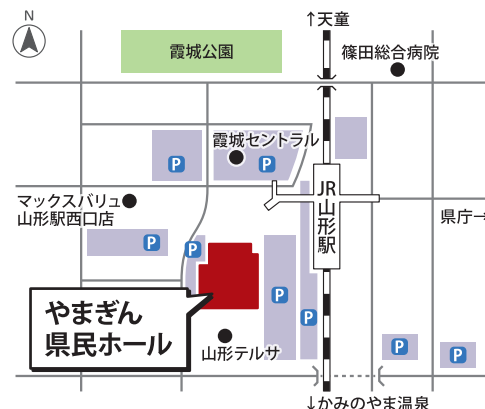 N
↑天童
霞城公園
篠田総合病院
霞城セントラル
P
P
マックスバリュ
山形駅西口店
JR山形駅
県庁→
P
P
P
P
やまぎん
県民ホール
山形テルサ
P
P
↓かみのやま温泉